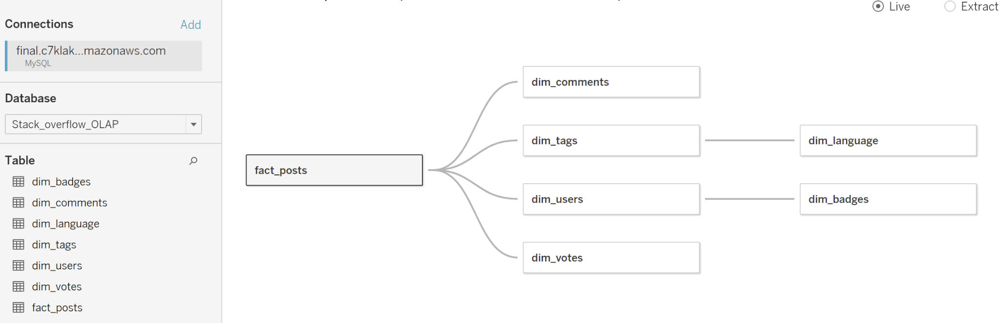 Connections
Add
final.c7klak...mazonaws.com
MySQL
Database
Stack_overflow_OLAP
Table
dim_badges
dim_comments
dim_language
dim_tags
dim_users
dim_votes
fact_posts
Live
Extract
fact_posts
dim_comments
dim_tags
dim_language
dim_users
dim_badges
dim_votes